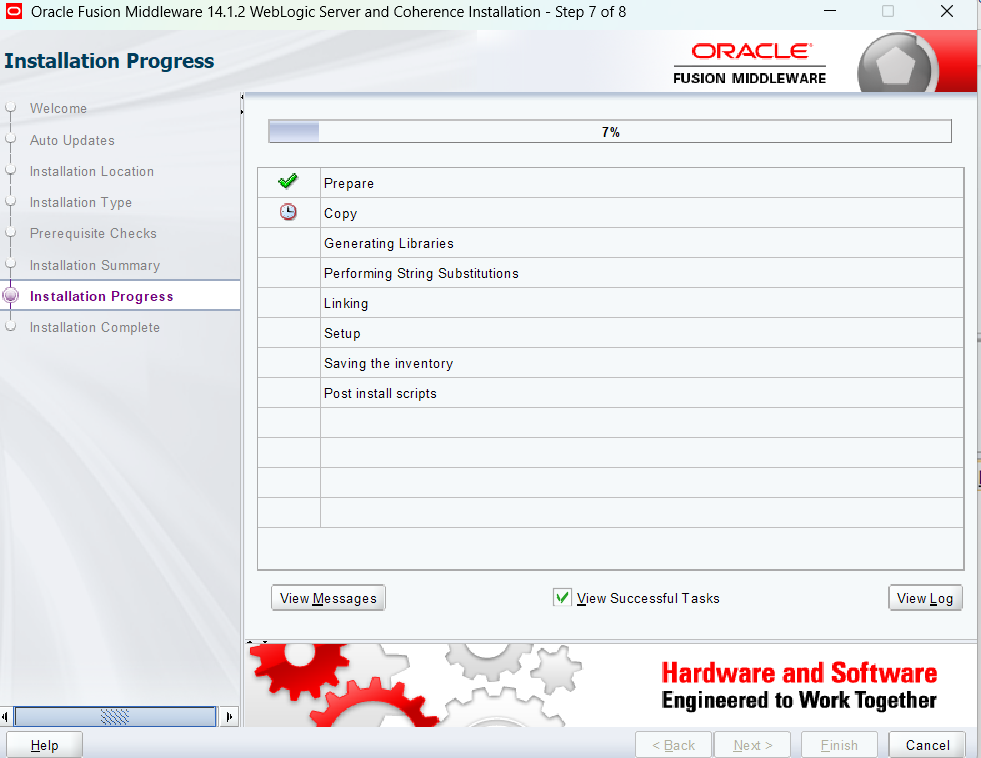 Oracle Fusion Middleware 14.1.2 WebLogic Server and Coherence Installation - Step 7 of 8
Installation Progress
ORACLE
FUSION MIDDLEWARE
Welcome
Auto Updates
Installation Location
Installation Type
Prerequisite Checks
Installation Summary
Installation Progress
Installation Complete
7%
Prepare
Copy
Generating Libraries
Performing String Substitutions
Linking
Setup
Saving the inventory
Post install scripts
View Messages
View Successful Tasks
View Log
Hardware and Software
Engineered to Work Together
Help
< Back
Next >
Finish
Cancel